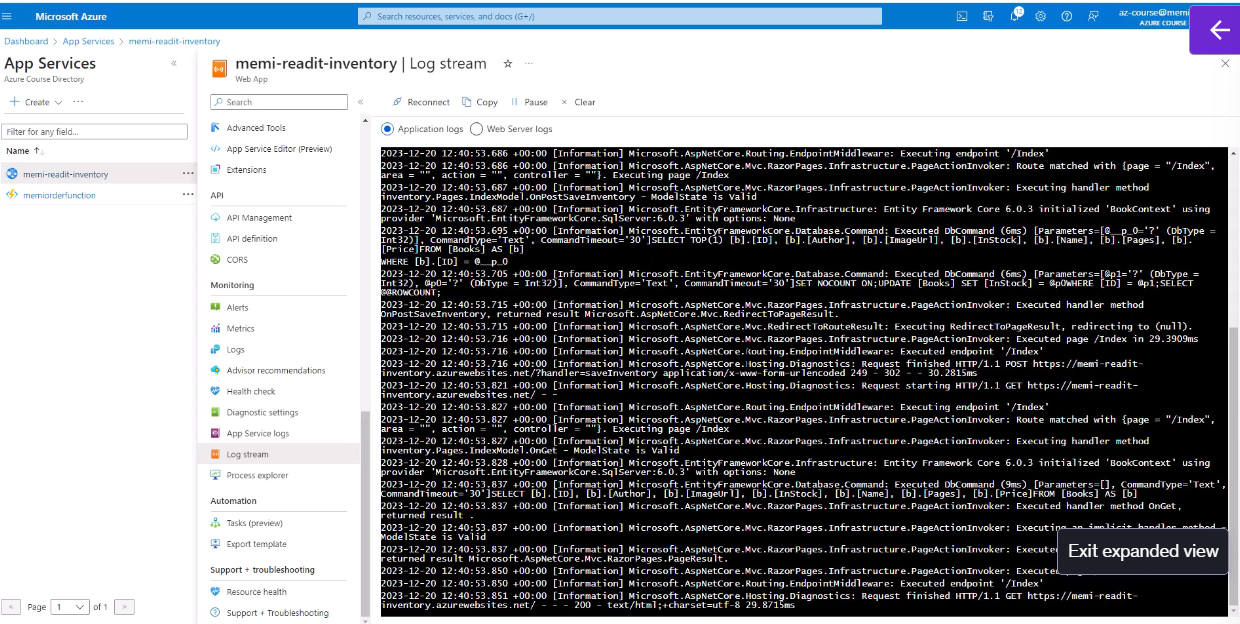 Microsoft Azure
Search resources, services, and docs (G+/)
12
az-course@memi
AZURE COURSE
Dashboard > App Services > memi-readit-inventory
App Services
Azure Course Directory
Create
Filter for any field...
Name
memi-readit-inventory
memiorderfunction
Page 1 of 1
memi-readit-inventory | Log stream
Web App
Search
Advanced Tools
App Service Editor (Preview)
Extensions
API
API Management
API definition
CORS
Monitoring
Alerts
Metrics
Logs
Advisor recommendations
Health check
Diagnostic settings
App Service logs
Log stream
Process explorer
Automation
Tasks (preview)
Export template
Support + troubleshooting
Resource health
Support + Troubleshooting
Reconnect Copy Pause Clear
Application logs Web Server logs
2023-12-20 12:40:53.686 +00:00 [Information] Microsoft.AspNetCore.Routing.EndpointMiddleware: Executing endpoint '/Index'
2023-12-20 12:40:53.686 +00:00 [Information] Microsoft.AspNetCore.Mvc.RazorPages.Infrastructure.PageActionInvoker: Route matched with {page = "/Index",
area = "", action = "", controller = ""}. Executing page /Index
2023-12-20 12:40:53.687 +00:00 [Information] Microsoft.AspNetCore.Mvc.RazorPages.Infrastructure.PageActionInvoker: Executing handler method
inventory.Pages.IndexModel.OnPostSaveInventory - ModelState is Valid
2023-12-20 12:40:53.687 +00:00 [Information] Microsoft.EntityFrameworkCore.Infrastructure: Entity Framework Core 6.0.3 initialized 'BookContext' using
provider 'Microsoft.EntityFrameworkCore.SqlServer:6.0.3' with options: None
2023-12-20 12:40:53.695 +00:00 [Information] Microsoft.EntityFrameworkCore.Database.Command: Executed DbCommand (6ms) [Parameters=[@__p_0='?' (DbType =
Int32)], CommandType='Text', CommandTimeout='30']SELECT TOP(1) [b].[ID], [b].[Author], [b].[ImageUrl], [b].[InStock], [b].[Name], [b].[Pages], [b].
[Price]FROM [Books] AS [b]
WHERE [b].[ID] = @__p_0
2023-12-20 12:40:53.705 +00:00 [Information] Microsoft.EntityFrameworkCore.Database.Command: Executed DbCommand (6ms) [Parameters=[@p1='?' (DbType =
Int32), @p0='?' (DbType = Int32)], CommandType='Text', CommandTimeout='30']SET NOCOUNT ON;UPDATE [Books] SET [InStock] = @p0WHERE [ID] = @p1;SELECT
@@ROWCOUNT;
2023-12-20 12:40:53.715 +00:00 [Information] Microsoft.AspNetCore.Mvc.RazorPages.Infrastructure.PageActionInvoker: Executed handler method
OnPostSaveInventory, returned result Microsoft.AspNetCore.Mvc.RedirectToPageResult.
2023-12-20 12:40:53.715 +00:00 [Information] Microsoft.AspNetCore.Mvc.RedirectToRouteResult: Executing RedirectToPageResult, redirecting to (null).
2023-12-20 12:40:53.716 +00:00 [Information] Microsoft.AspNetCore.Mvc.RazorPages.Infrastructure.PageActionInvoker: Executed page /Index in 29.3909ms
2023-12-20 12:40:53.716 +00:00 [Information] Microsoft.AspNetCore.Routing.EndpointMiddleware: Executed endpoint '/Index'
2023-12-20 12:40:53.716 +00:00 [Information] Microsoft.AspNetCore.Hosting.Diagnostics: Request finished HTTP/1.1 POST https://memi-readit-
inventory.azurewebsites.net/?handler=saveInventory application/x-www-form-urlencoded 249 - 302 - - 30.2815ms
2023-12-20 12:40:53.821 +00:00 [Information] Microsoft.AspNetCore.Hosting.Diagnostics: Request starting HTTP/1.1 GET https://memi-readit-
inventory.azurewebsites.net/ - -
2023-12-20 12:40:53.827 +00:00 [Information] Microsoft.AspNetCore.Routing.EndpointMiddleware: Executing endpoint '/Index'
2023-12-20 12:40:53.827 +00:00 [Information] Microsoft.AspNetCore.Mvc.RazorPages.Infrastructure.PageActionInvoker: Route matched with {page = "/Index",
area = "", action = "", controller = ""}. Executing page /Index
2023-12-20 12:40:53.827 +00:00 [Information] Microsoft.AspNetCore.Mvc.RazorPages.Infrastructure.PageActionInvoker: Executing handler method
inventory.Pages.IndexModel.OnGet - ModelState is Valid
2023-12-20 12:40:53.828 +00:00 [Information] Microsoft.EntityFrameworkCore.Infrastructure: Entity Framework Core 6.0.3 initialized 'BookContext' using
provider 'Microsoft.EntityFrameworkCore.SqlServer:6.0.3' with options: None
2023-12-20 12:40:53.837 +00:00 [Information] Microsoft.EntityFrameworkCore.Database.Command: Executed DbCommand (9ms) [Parameters=[], CommandType='Text',
CommandTimeout='30']SELECT [b].[ID], [b].[Author], [b].[ImageUrl], [b].[InStock], [b].[Name], [b].[Pages], [b].[Price]FROM [Books] AS [b]
2023-12-20 12:40:53.837 +00:00 [Information] Microsoft.AspNetCore.Mvc.RazorPages.Infrastructure.PageActionInvoker: Executed handler method OnGet,
returned result .
2023-12-20 12:40:53.837 +00:00 [Information] Microsoft.AspNetCore.Mvc.RazorPages.Infrastructure.PageActionInvoker: Executing an implicit handler method -
ModelState is Valid
2023-12-20 12:40:53.837 +00:00 [Information] Microsoft.AspNetCore.Mvc.RazorPages.Infrastructure.PageActionInvoker:
returned result Microsoft.AspNetCore.Mvc.RazorPages.PageResult.
2023-12-20 12:40:53.850 +00:00 [Information] Microsoft.AspNetCore.Mvc.RazorPages.Infrastructure.PageActionInvoker:
2023-12-20 12:40:53.850 +00:00 [Information] Microsoft.AspNetCore.Routing.EndpointMiddleware: Executed endpoint '/Index'
2023-12-20 12:40:53.851 +00:00 [Information] Microsoft.AspNetCore.Hosting.Diagnostics: Request finished HTTP/1.1 GET https://memi-readit-
inventory.azurewebsites.net/ - - - 200 - text/html;+charset=utf-8 29.8715ms
Exit expanded view